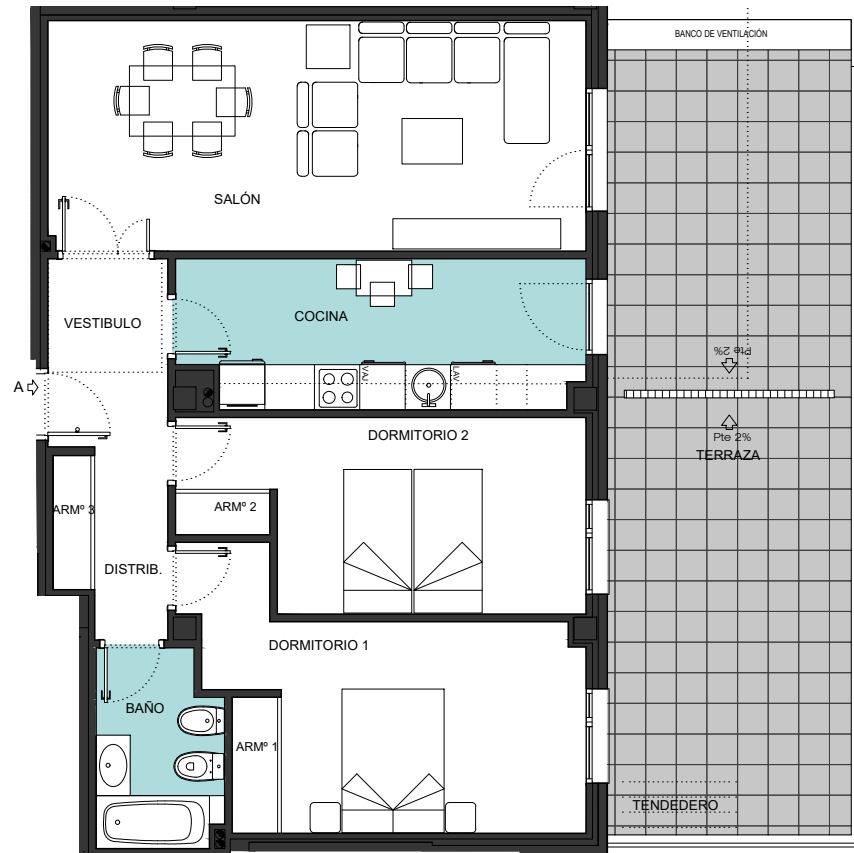 BANCO DE VENTILACIÓN
SALÓN
VESTIBULO
COCINA
Pte 2%
A
VAJ
LAV
DORMITORIO 2
Pte 2%
TERRAZA
ARMº 3
ARMº 2
DISTRIB.
DORMITORIO 1
BAÑO
ARMº 1
TENDEDERO